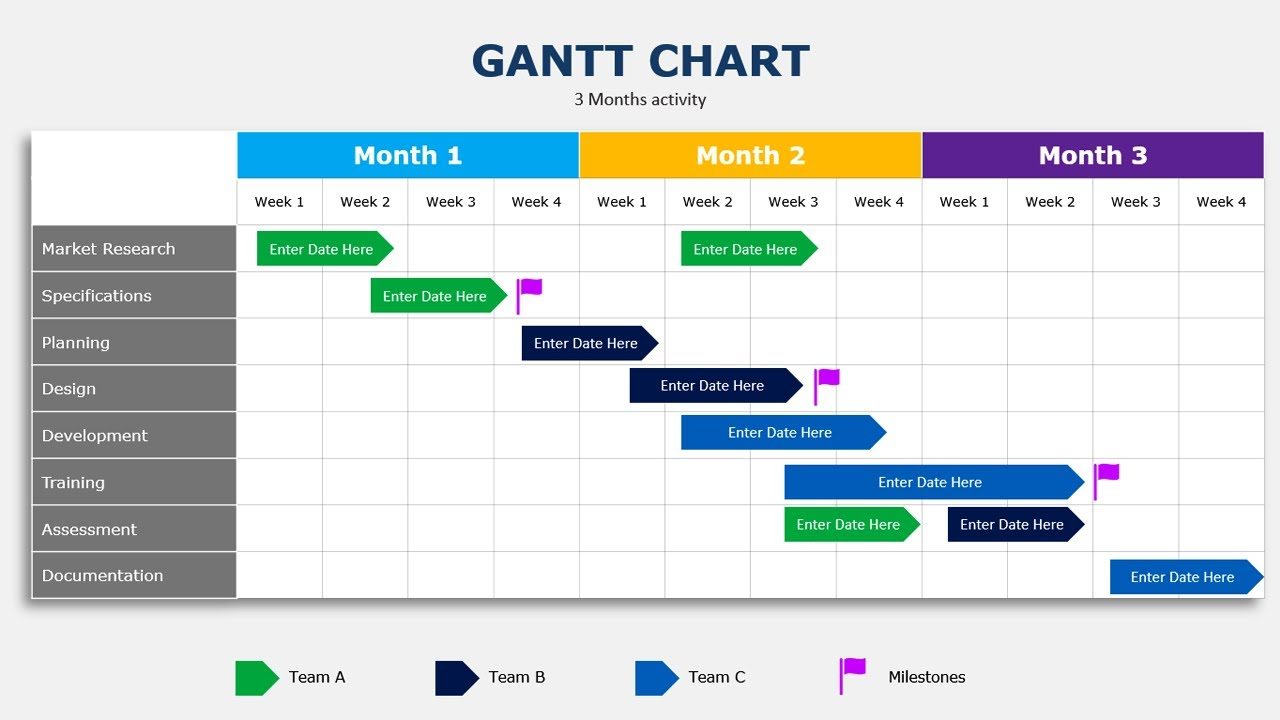 GANTT CHART
3 Months activity
Month 1 Month 2 Month 3
Week 1 Week 2 Week 3 Week 4 Week 1 Week 2 Week 3 Week 4 Week 1 Week 2 Week 3 Week 4
Market Research Enter Date Here Enter Date Here
Specifications Enter Date Here
Planning Enter Date Here
Design Enter Date Here
Development Enter Date Here
Training Enter Date Here
Assessment Enter Date Here Enter Date Here
Documentation Enter Date Here
Team A Team B Team C Milestones